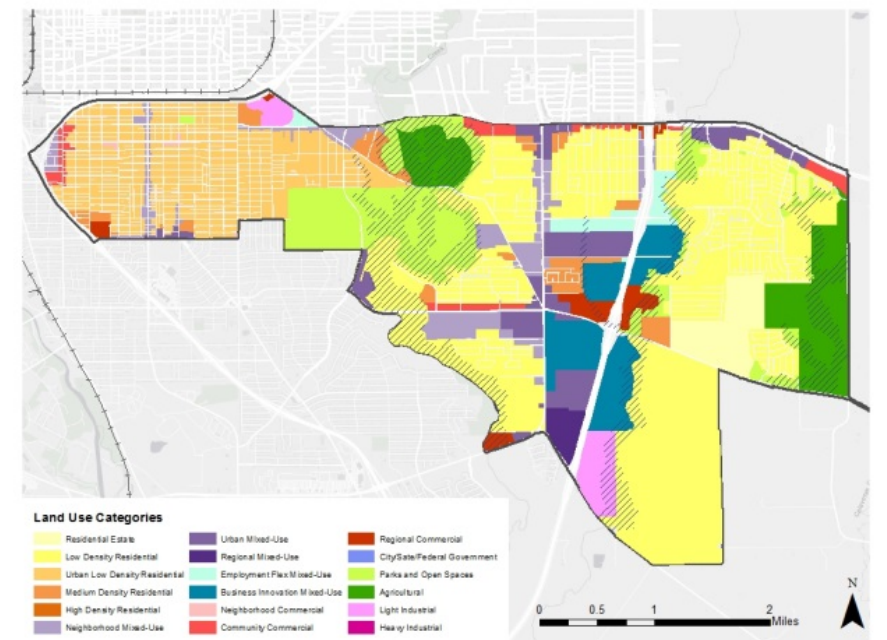 Land Use Categories
Residential Estate
Low Density Residential
Urban Low Density Residential
Medium Density Residential
High Density Residential
Neighborhood Mixed-Use
Urban Mixed-Use
Regional Mixed-Use
Employment Flex Mixed-Use
Business Innovation Mixed-Use
Neighborhood Commercial
Community Commercial
Regional Commercial
City/Sate/Federal Government
Parks and Open Spaces
Agricultural
Light Industrial
Heavy Industrial
0 0.5 1 2
Miles
N